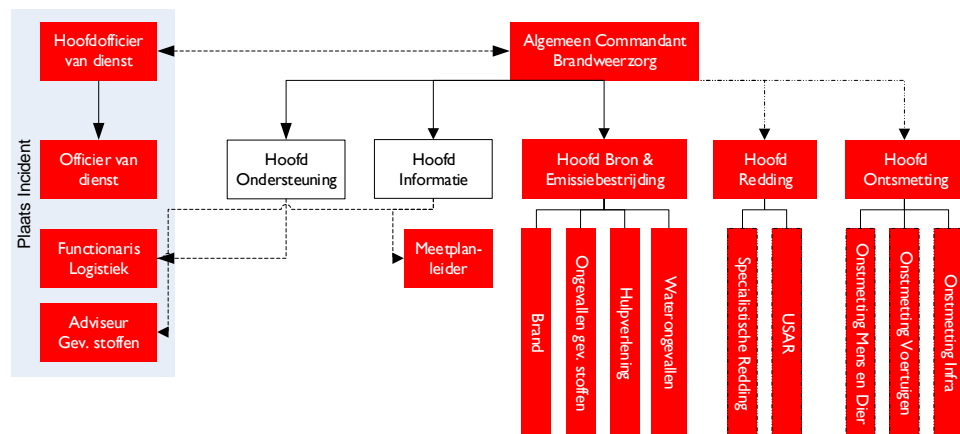 Plaats Incident
Hoofdofficier
van dienst
Algemeen Commandant
Brandweerzorg
Officier van
dienst
Hoofd
Ondersteuning
Hoofd
Informatie
Hoofd Bron &
Emissiebestrijding
Hoofd
Redding
Hoofd
Ontsmetting
Functionaris
Logistiek
Meetplan-
leider
Adviseur
Gev. stoffen
Brand
Ongevallen gev. stoffen
Hulpverlening
Waterongevallen
Specialistische Redding
USAR
Onstmetting Mens en Dier
Onstmetting Voertuigen
Onstmetting Infra